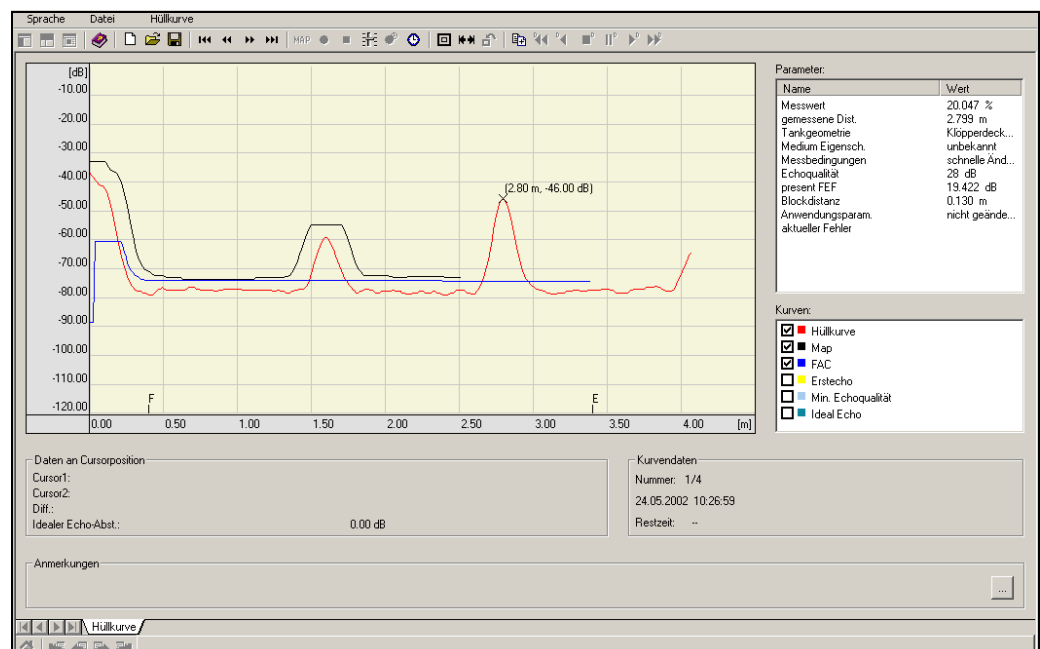 Sprache Datei Hüllkurve
MAP
[dB]
-10.00
-20.00
-30.00
-40.00
-50.00
-60.00
-70.00
-80.00
-90.00
-100.00
-110.00
-120.00
(2.80 m, -46.00 dB)
F
E
0.00 0.50 1.00 1.50 2.00 2.50 3.00 3.50 4.00 [m]
Parameter:
Name Wert
Messwert 20.047 %
gemessene Dist. 2.799 m
Tankgeometrie Klöpperdeck...
Medium Eigensch. unbekannt
Messbedingungen schnelle Änd...
Echoqualität 28 dB
present FEF 19.422 dB
Blockdistanz 0.130 m
Anwendungsparam. nicht geände...
aktueller Fehler
Kurven:
Hüllkurve
Map
FAC
Erstecho
Min. Echoqualität
Ideal Echo
Daten an Cursorposition
Cursor1:
Cursor2:
Diff.:
Idealer Echo-Abst.: 0.00 dB
Kurvendaten
Nummer: 1/4
24.05.2002 10:26:59
Restzeit: --
Anmerkungen
...
Hüllkurve